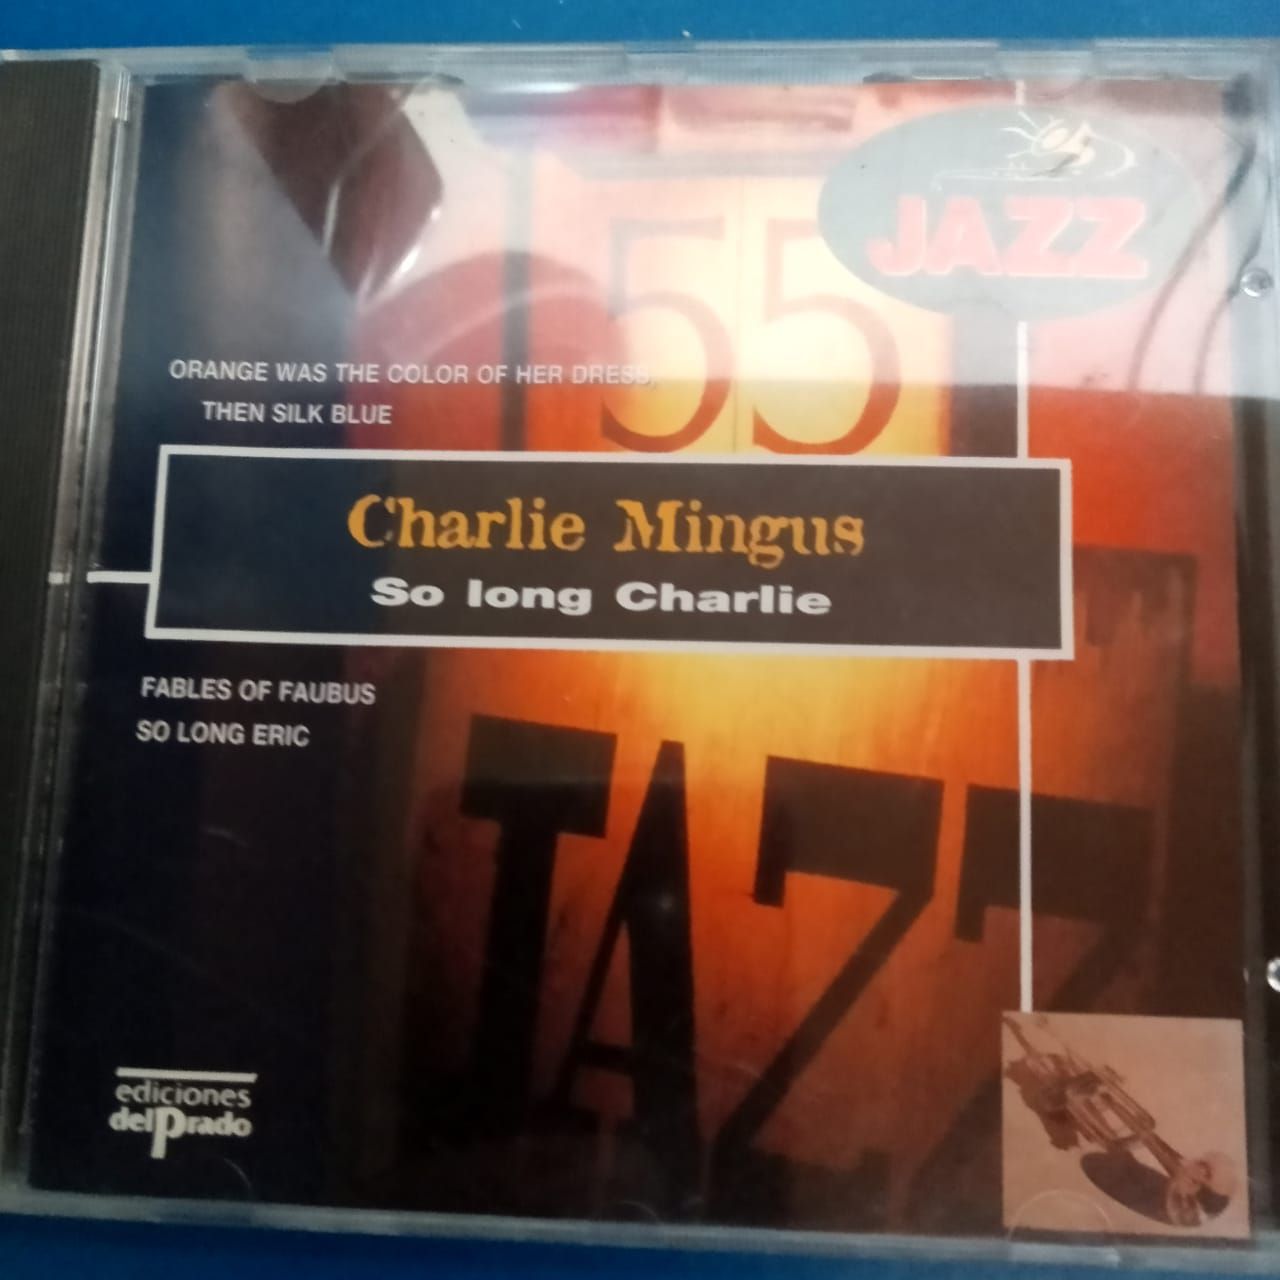 JAZZ
55
ORANGE WAS THE COLOR OF HER DRESS,
THEN SILK BLUE
Charlie Mingus
So long Charlie
FABLES OF FAUBUS
SO LONG ERIC
JAZZ
ediciones
delPrado